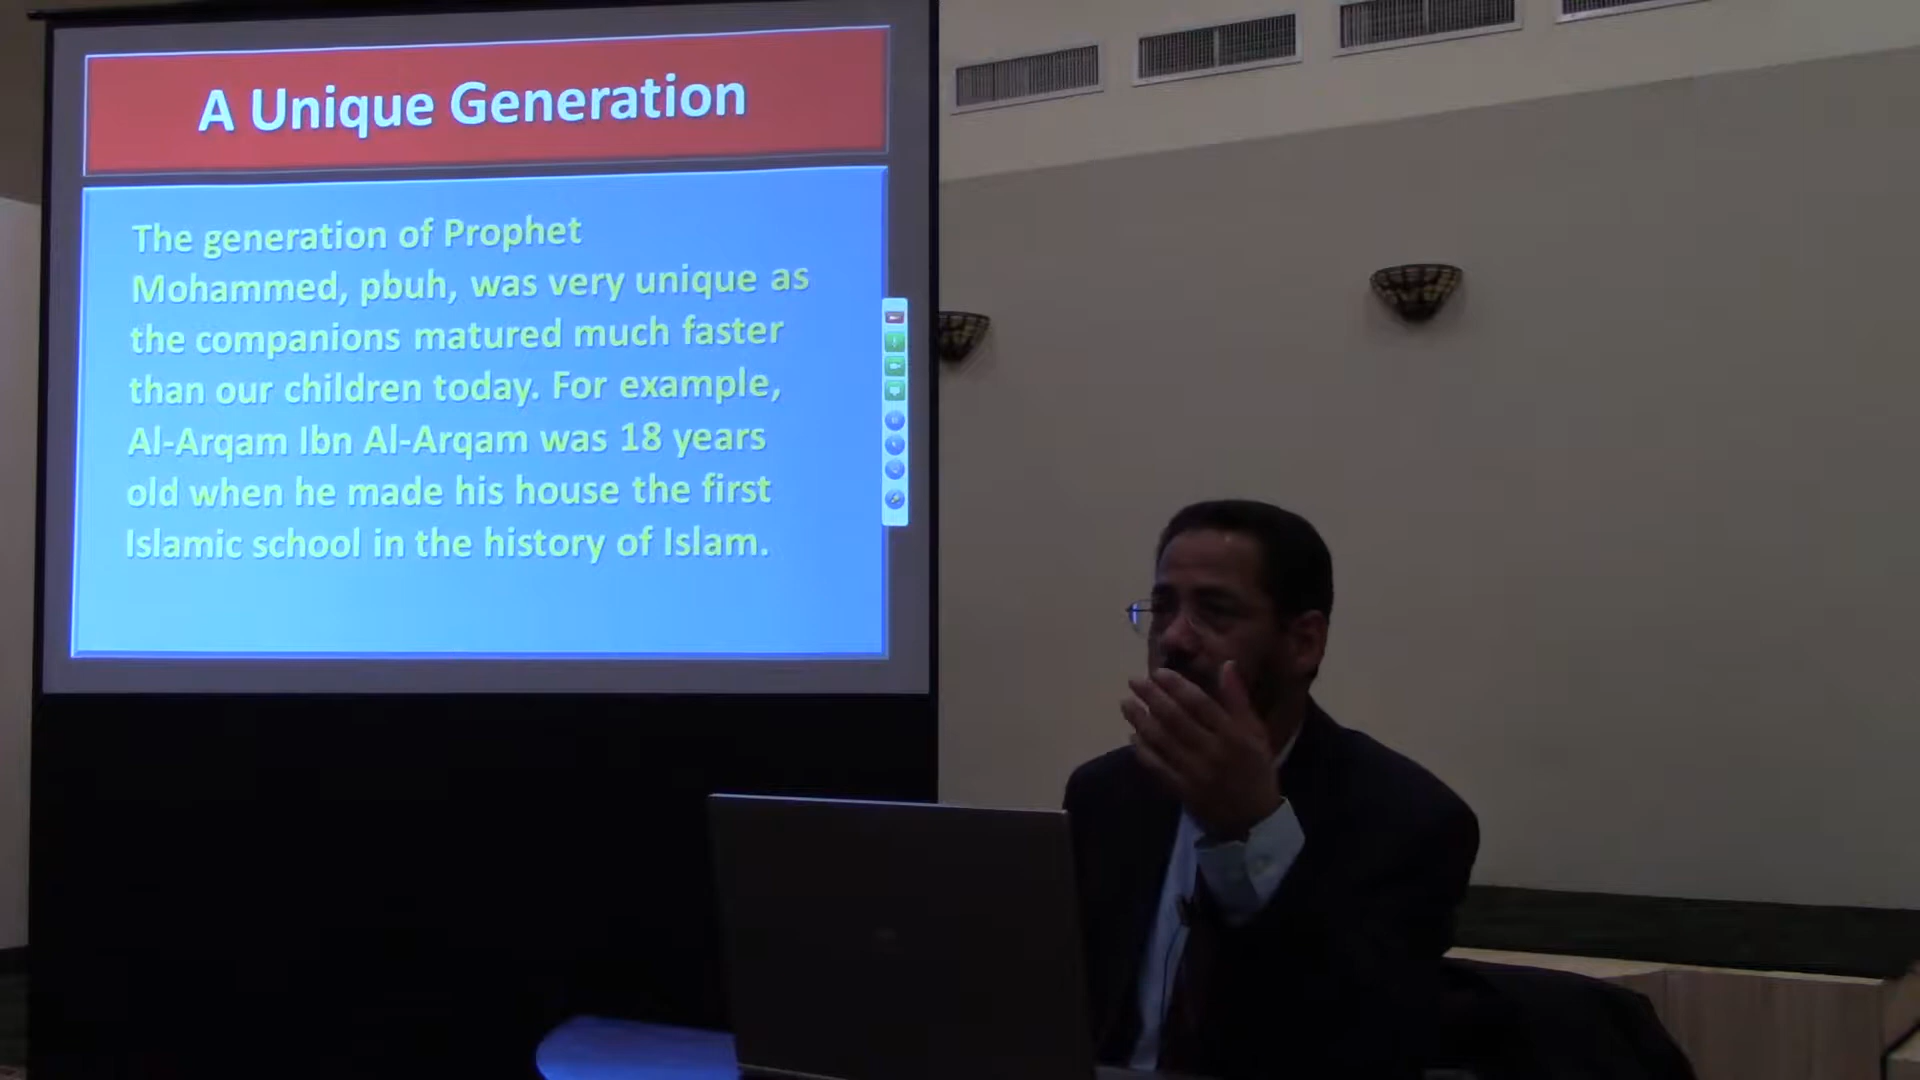 A Unique Generation
The generation of Prophet
Mohammed, pbuh, was very unique as
the companions matured much faster
than our children today. For example,
Al-Arqam Ibn Al-Arqam was 18 years
old when he made his house the first
Islamic school in the history of Islam.